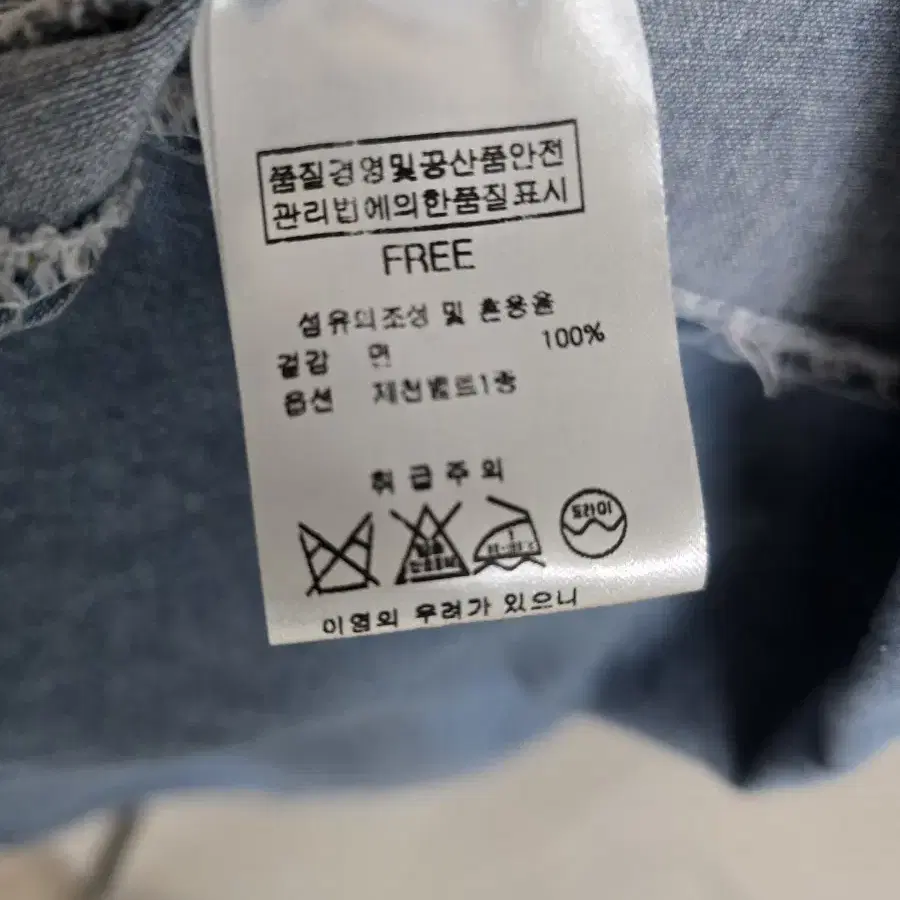 품질경영및공산품안전
관리법에의한품질표시
FREE
섬유의조성 및 혼용율
겉감 면 100%
옵션 제천벨트1종
취급주의
드라이
이염의 우려가 있으니